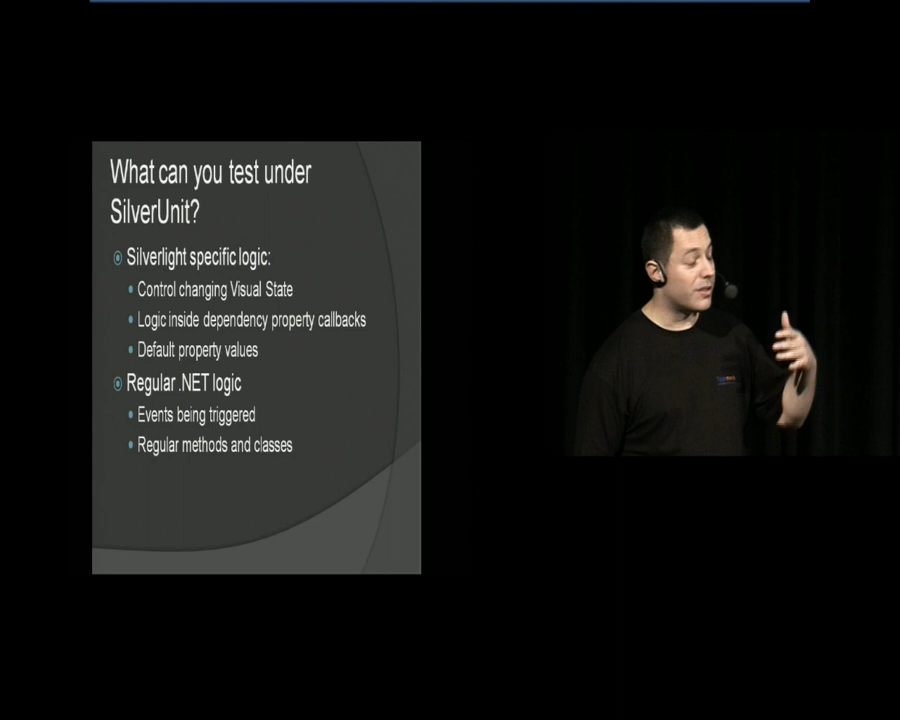 What can you test under
SilverUnit?
Silverlight specific logic:
Control changing Visual State
Logic inside dependency property callbacks
Default property values
Regular .NET logic
Events being triggered
Regular methods and classes